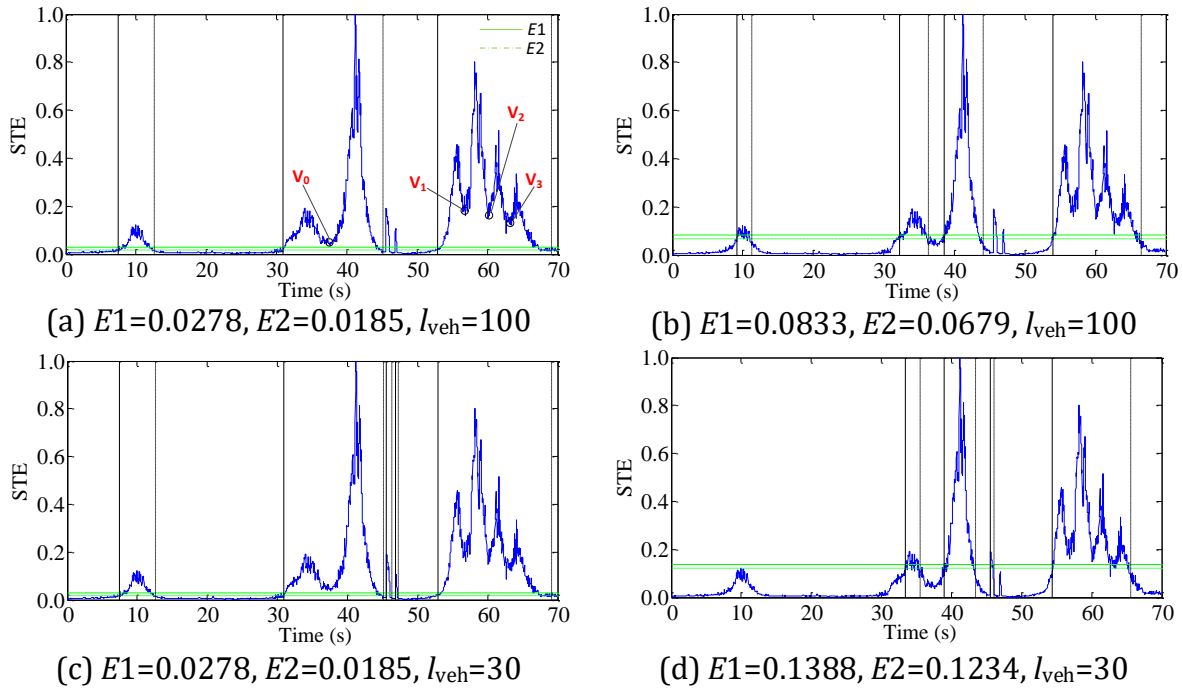 1.0
0.8
0.6
0.4
0.2
0.0
STE
0 10 20 30 40 50 60 70
Time (s)
E1
E2
V₀
V₁
V₂
V₃
(a) E1=0.0278, E2=0.0185, lveh=100
1.0
0.8
0.6
0.4
0.2
0.0
STE
0 10 20 30 40 50 60 70
Time (s)
(b) E1=0.0833, E2=0.0679, lveh=100
1.0
0.8
0.6
0.4
0.2
0.0
STE
0 10 20 30 40 50 60 70
Time (s)
(c) E1=0.0278, E2=0.0185, lveh=30
1.0
0.8
0.6
0.4
0.2
0.0
STE
0 10 20 30 40 50 60 70
Time (s)
(d) E1=0.1388, E2=0.1234, lveh=30